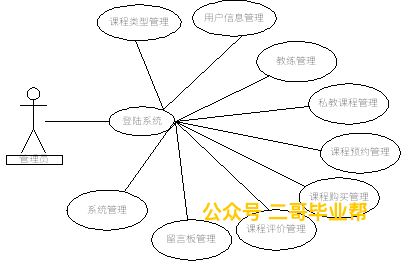 课程类型管理
用户信息管理
教练管理
私教课程管理
登陆系统
课程预约管理
管理员
课程购买管理
系统管理
公众号 二哥毕业帮
课程评价管理
留言板管理